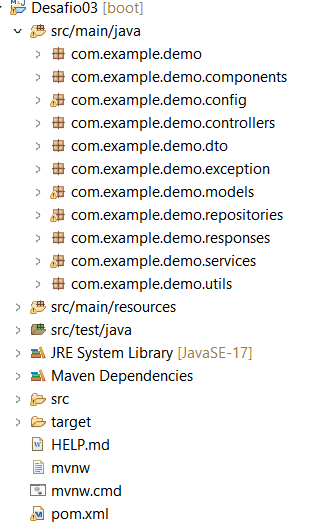 Desafio03 [boot]
src/main/java
com.example.demo
com.example.demo.components
com.example.demo.config
com.example.demo.controllers
com.example.demo.dto
com.example.demo.exception
com.example.demo.models
com.example.demo.repositories
com.example.demo.responses
com.example.demo.services
com.example.demo.utils
src/main/resources
src/test/java
JRE System Library [JavaSE-17]
Maven Dependencies
src
target
HELP.md
mvnw
mvnw.cmd
pom.xml